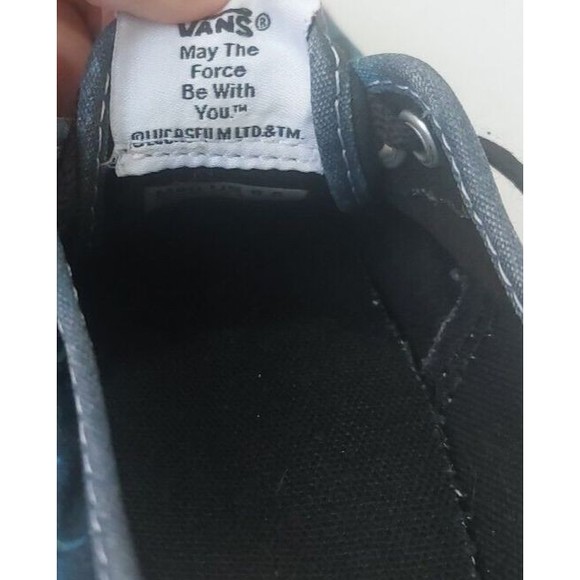 VANS®
May The
Force
Be With
You.™
©LUCASFILM LTD.&TM.